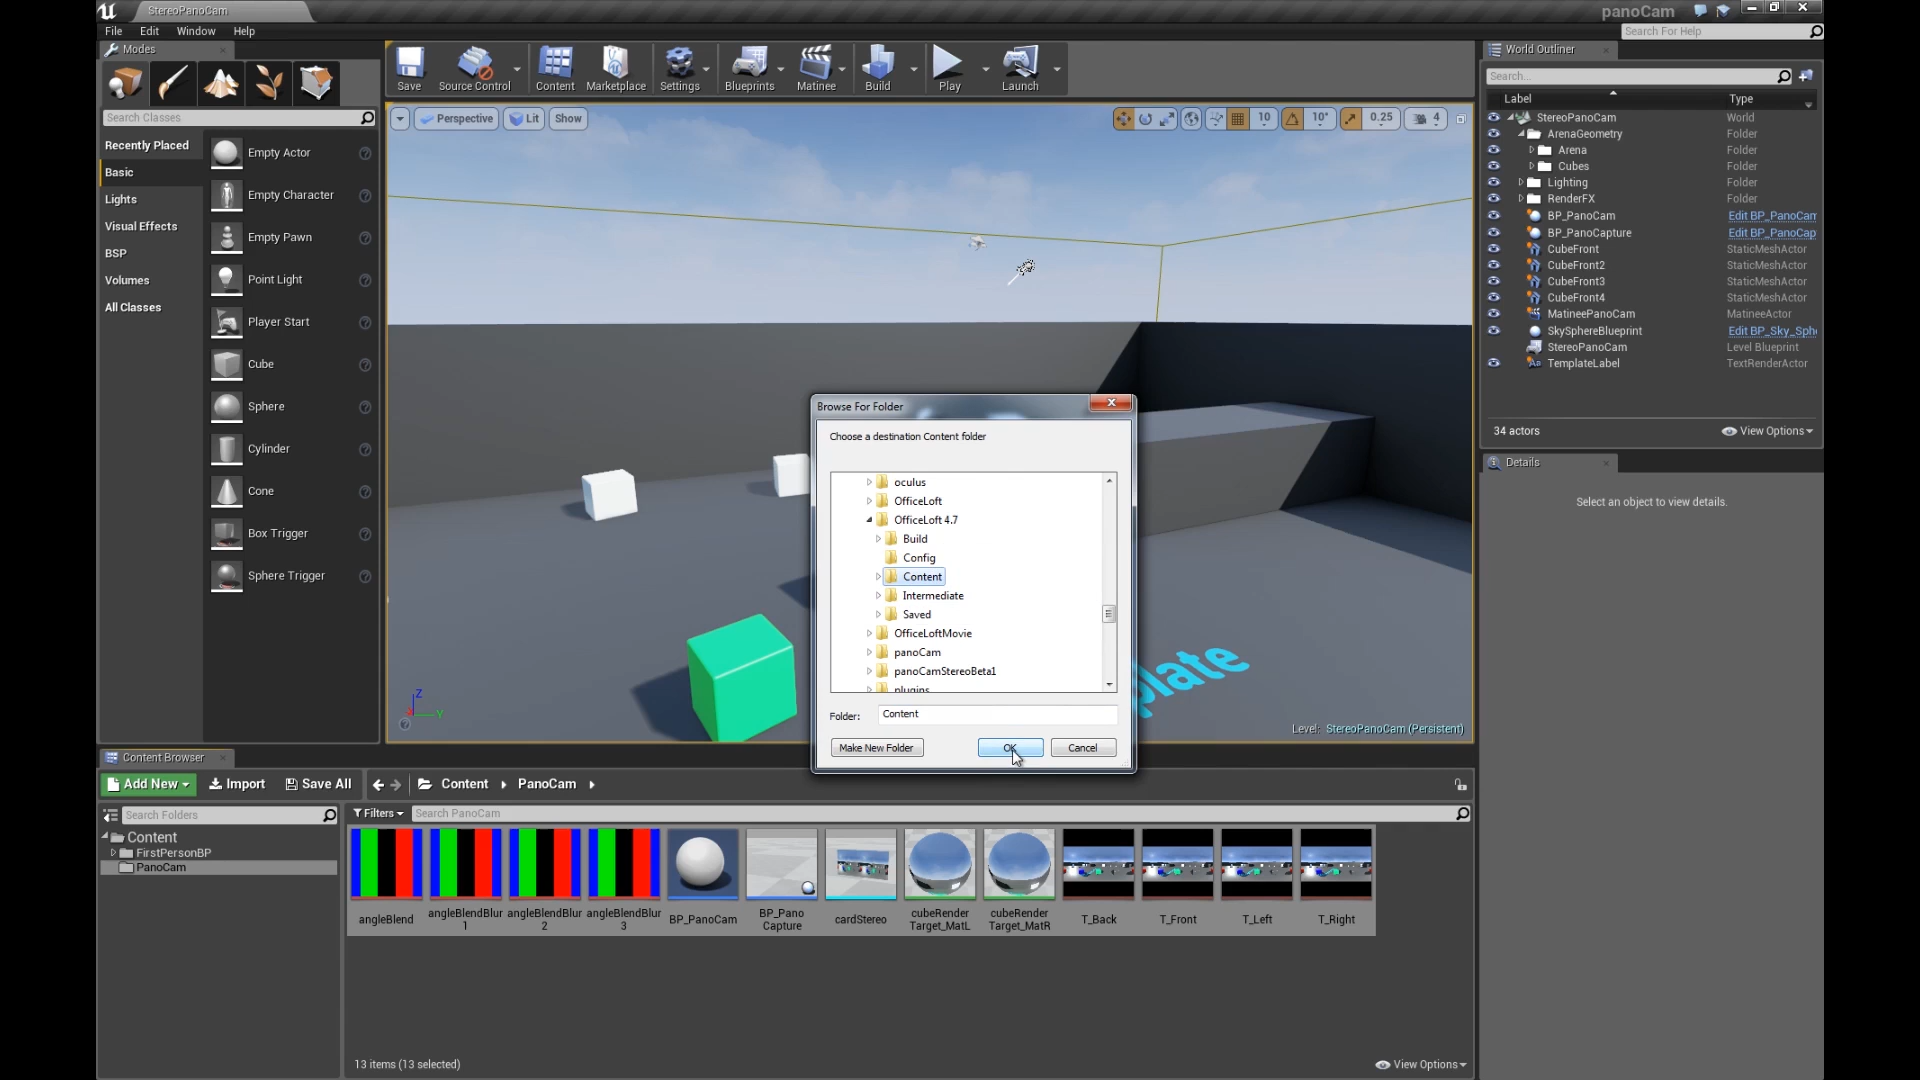 StereoPanoCam
panoCam
File Edit Window Help
Search For Help
Modes
Search Classes
Recently Placed
Basic
Lights
Visual Effects
BSP
Volumes
All Classes
Empty Actor
Empty Character
Empty Pawn
Point Light
Player Start
Cube
Sphere
Cylinder
Cone
Box Trigger
Sphere Trigger
Save Source Control Content Marketplace Settings Blueprints Matinee Build Play Launch
Perspective Lit Show
10 10° 0.25 4
plate
Level: StereoPanoCam (Persistent)
Z
Y
Browse For Folder
Choose a destination Content folder
oculus
OfficeLoft
OfficeLoft 4.7
Build
Config
Content
Intermediate
Saved
OfficeLoftMovie
panoCam
panoCamStereoBeta1
plugins
Folder: Content
Make New Folder OK Cancel
World Outliner
Search...
Label Type
StereoPanoCam World
ArenaGeometry Folder
Arena Folder
Cubes Folder
Lighting Folder
RenderFX Folder
BP_PanoCam Edit BP_PanoCam
BP_PanoCapture Edit BP_PanoCap
CubeFront StaticMeshActor
CubeFront2 StaticMeshActor
CubeFront3 StaticMeshActor
CubeFront4 StaticMeshActor
MatineePanoCam MatineeActor
SkySphereBlueprint Edit BP_Sky_Sph
StereoPanoCam Level Blueprint
TemplateLabel TextRenderActor
34 actors View Options
Details
Select an object to view details.
Content Browser
Add New Import Save All Content PanoCam
Search Folders
Filters Search PanoCam
Content
FirstPersonBP
PanoCam
angleBlend
angleBlendBlur
1
angleBlendBlur
2
angleBlendBlur
3
BP_PanoCam
BP_Pano
Capture
cardStereo
cubeRender
Target_MatL
cubeRender
Target_MatR
T_Back
T_Front
T_Left
T_Right
13 items (13 selected) View Options